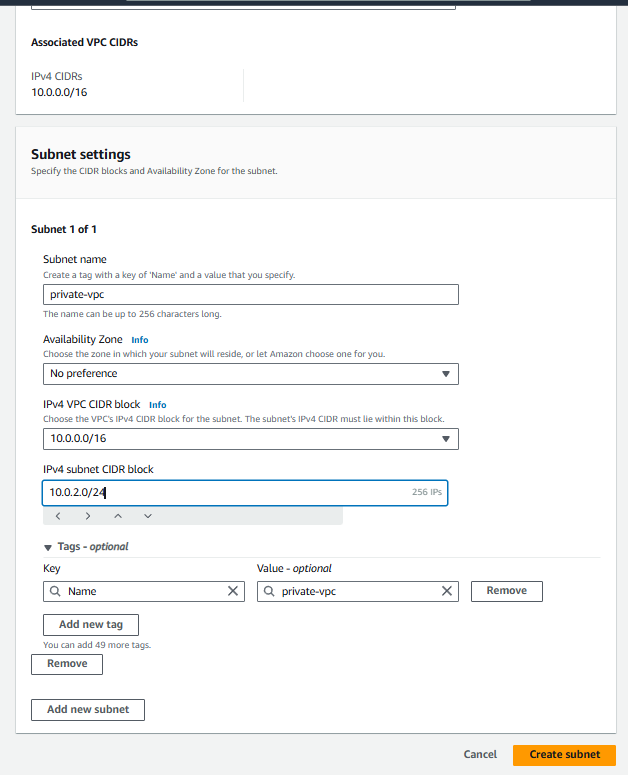 Associated VPC CIDRs
IPv4 CIDRs
10.0.0.0/16
Subnet settings
Specify the CIDR blocks and Availability Zone for the subnet.
Subnet 1 of 1
Subnet name
Create a tag with a key of 'Name' and a value that you specify.
private-vpc
The name can be up to 256 characters long.
Availability Zone Info
Choose the zone in which your subnet will reside, or let Amazon choose one for you.
No preference
IPv4 VPC CIDR block Info
Choose the VPC's IPv4 CIDR block for the subnet. The subnet's IPv4 CIDR must lie within this block.
10.0.0.0/16
IPv4 subnet CIDR block
10.0.2.0/24 256 IPs
Tags - optional
Key Value - optional
Name private-vpc Remove
Add new tag
You can add 49 more tags.
Remove
Add new subnet
Cancel Create subnet